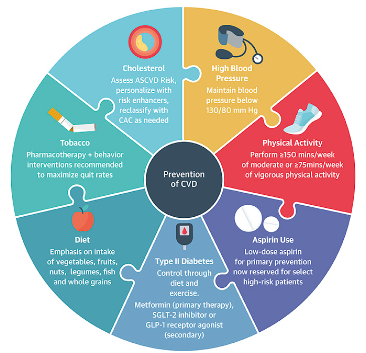 Cholesterol
Assess ASCVD Risk,
personalize with
risk enhancers,
reclassify with
CAC as needed
High Blood
Pressure
Maintain blood
pressure below
130/80 mm Hg
Physical Activity
Perform ≥150 mins/week
of moderate or ≥75mins/week
of vigorous physical activity
Aspirin Use
Low-dose aspirin
for primary prevention
now reserved for select
high-risk patients
Type II Diabetes
Control through
diet and
exercise.
Metformin (primary therapy),
SGLT-2 inhibitor or
GLP-1 receptor agonist
(secondary)
Diet
Emphasis on intake
of vegetables, fruits,
nuts, legumes, fish
and whole grains
Tobacco
Pharmacotherapy + behavior
interventions recommended
to maximize quit rates
Prevention
of CVD